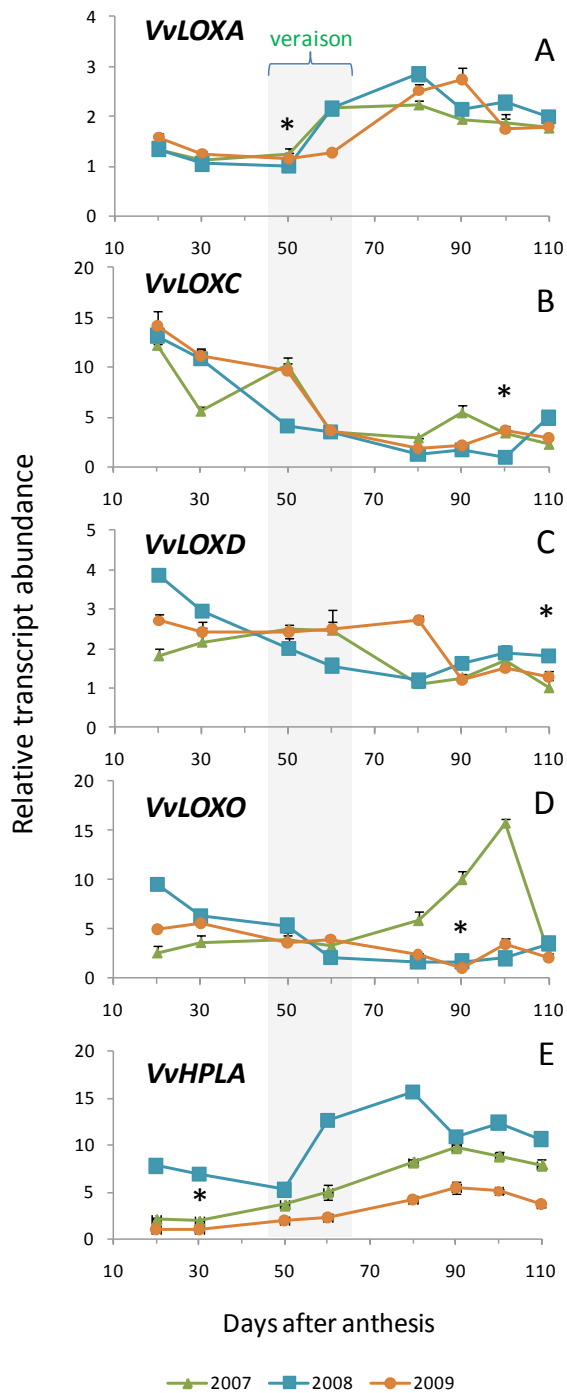 VvLOXA
veraison
A
4
3
2
1
0
*
10 30 50 70 90 110
VvLOXC
B
20
15
10
5
0
*
10 30 50 70 90 110
VvLOXD
C
5
4
3
2
1
0
*
10 30 50 70 90 110
VvLOXO
D
20
15
10
5
0
*
10 30 50 70 90 110
VvHPLA
E
20
15
10
5
0
*
10 30 50 70 90 110
Relative transcript abundance
Days after anthesis
2007 2008 2009